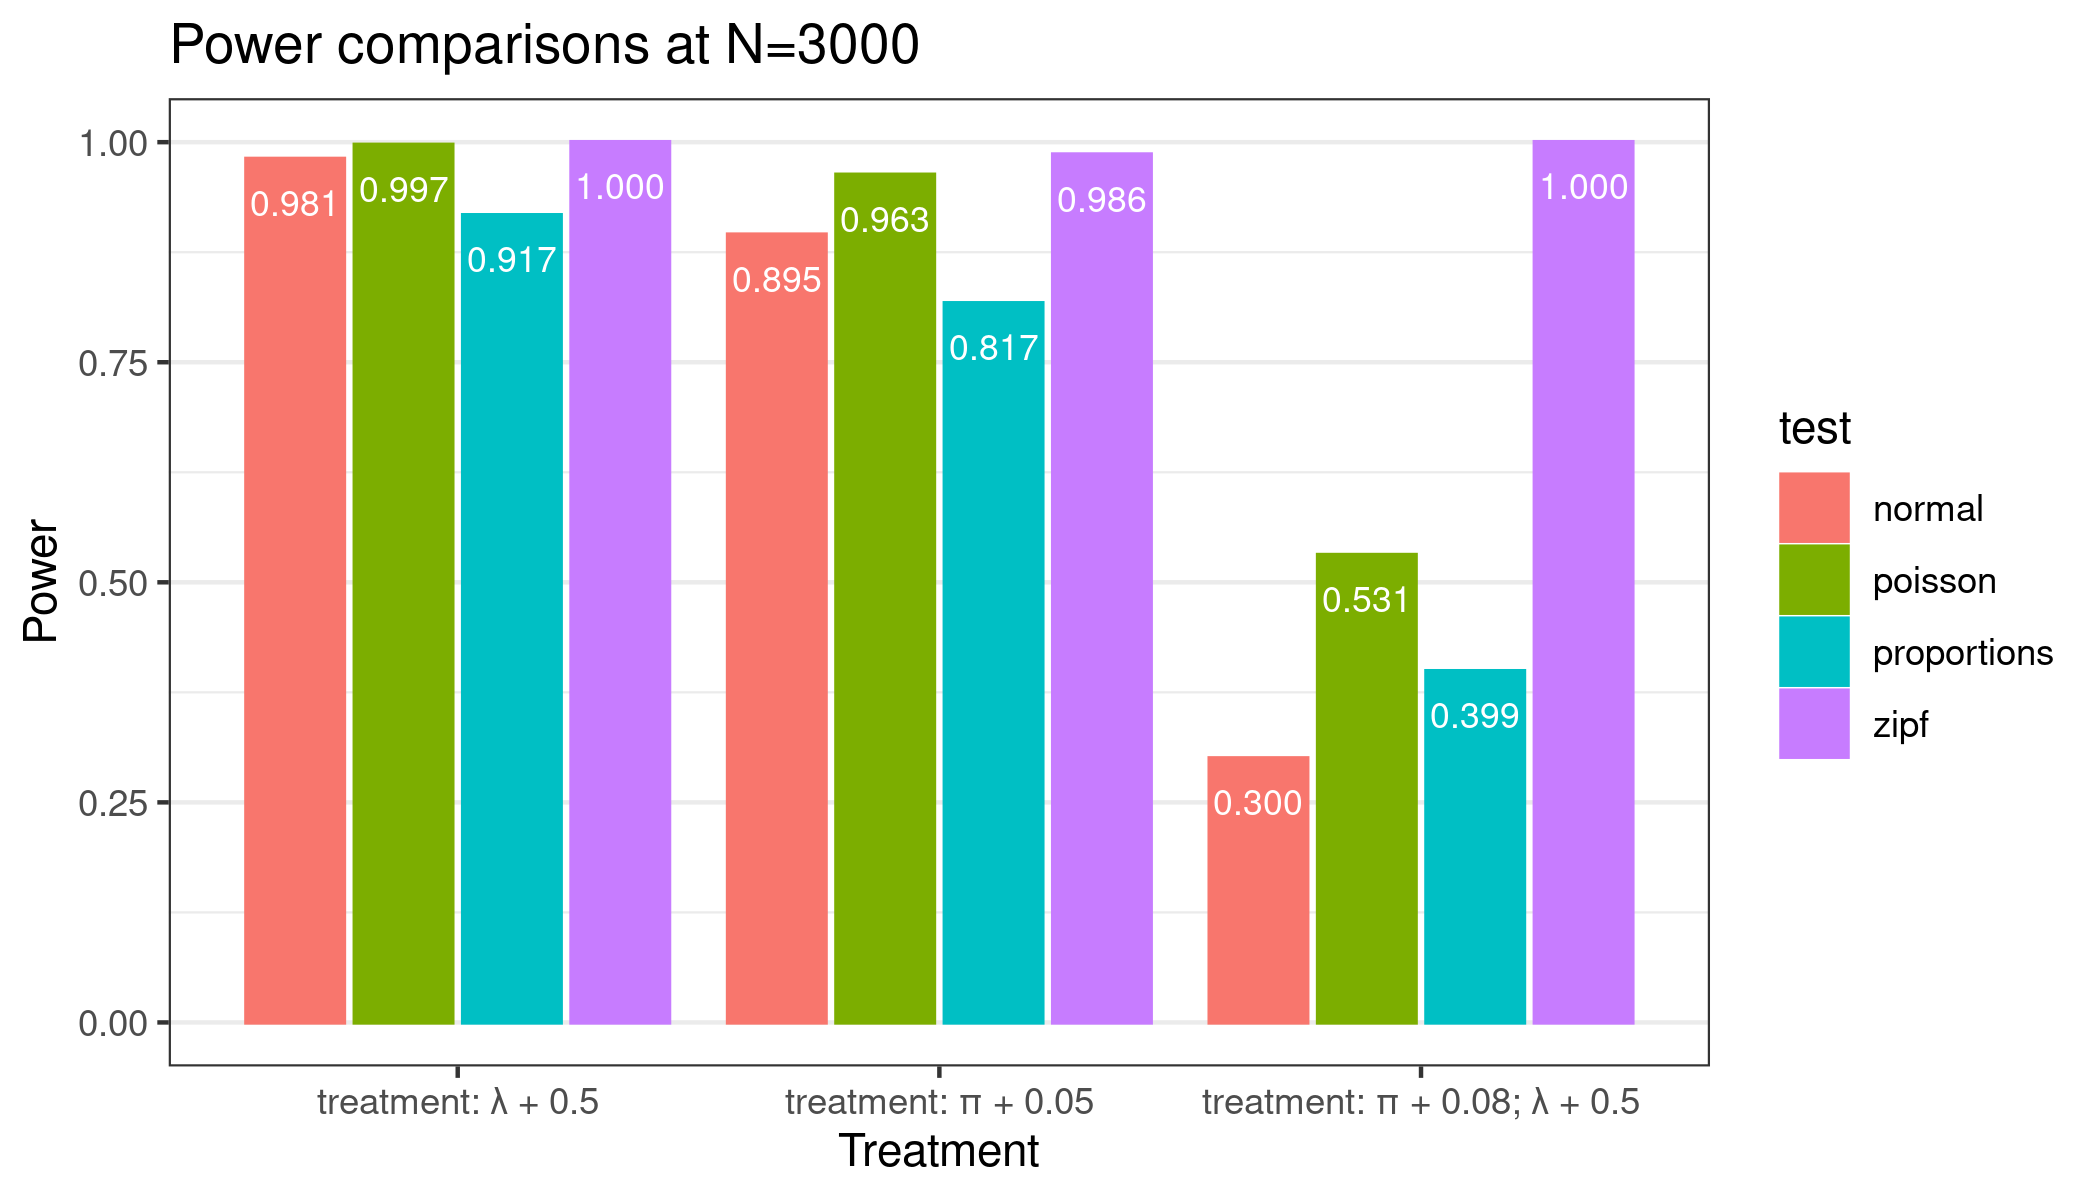 Power comparisons at N=3000
Power
1.00
0.75
0.50
0.25
0.00
0.981
0.997
0.917
1.000
0.895
0.963
0.817
0.986
0.300
0.531
0.399
1.000
treatment: λ + 0.5
treatment: π + 0.05
treatment: π + 0.08; λ + 0.5
Treatment
test
normal
poisson
proportions
zipf